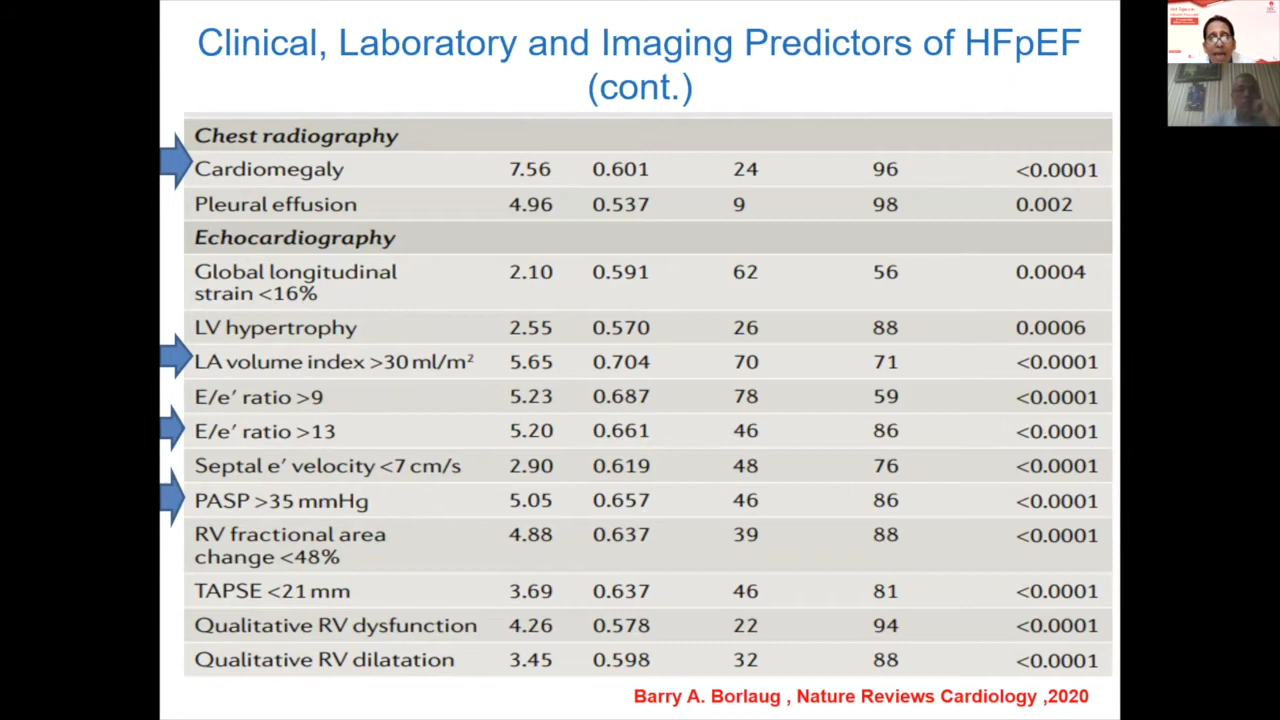 Clinical, Laboratory and Imaging Predictors of HFpEF
(cont.)
Chest radiography
Cardiomegaly 7.56 0.601 24 96 <0.0001
Pleural effusion 4.96 0.537 9 98 0.002
Echocardiography
Global longitudinal 2.10 0.591 62 56 0.0004
strain <16%
LV hypertrophy 2.55 0.570 26 88 0.0006
LA volume index >30 ml/m² 5.65 0.704 70 71 <0.0001
E/e′ ratio >9 5.23 0.687 78 59 <0.0001
E/e′ ratio >13 5.20 0.661 46 86 <0.0001
Septal e′ velocity <7 cm/s 2.90 0.619 48 76 <0.0001
PASP >35 mmHg 5.05 0.657 46 86 <0.0001
RV fractional area 4.88 0.637 39 88 <0.0001
change <48%
TAPSE <21 mm 3.69 0.637 46 81 <0.0001
Qualitative RV dysfunction 4.26 0.578 22 94 <0.0001
Qualitative RV dilatation 3.45 0.598 32 88 <0.0001
Barry A. Borlaug , Nature Reviews Cardiology ,2020